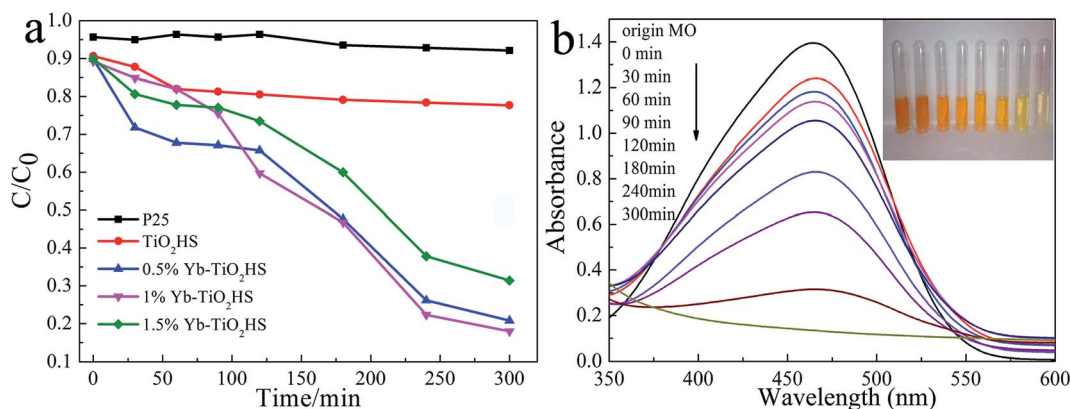 a
1.0
0.9
0.8
0.7
0.6
0.5
0.4
0.3
0.2
0.1
C/C0
P25
TiO2HS
0.5% Yb-TiO2HS
1% Yb-TiO2HS
1.5% Yb-TiO2HS
0 50 100 150 200 250 300
Time/min
b
1.4
1.2
1.0
0.8
0.6
0.4
0.2
0.0
Absorbance
origin MO
0 min
30 min
60 min
90 min
120min
180min
240min
300min
350 400 450 500 550 600
Wavelength (nm)